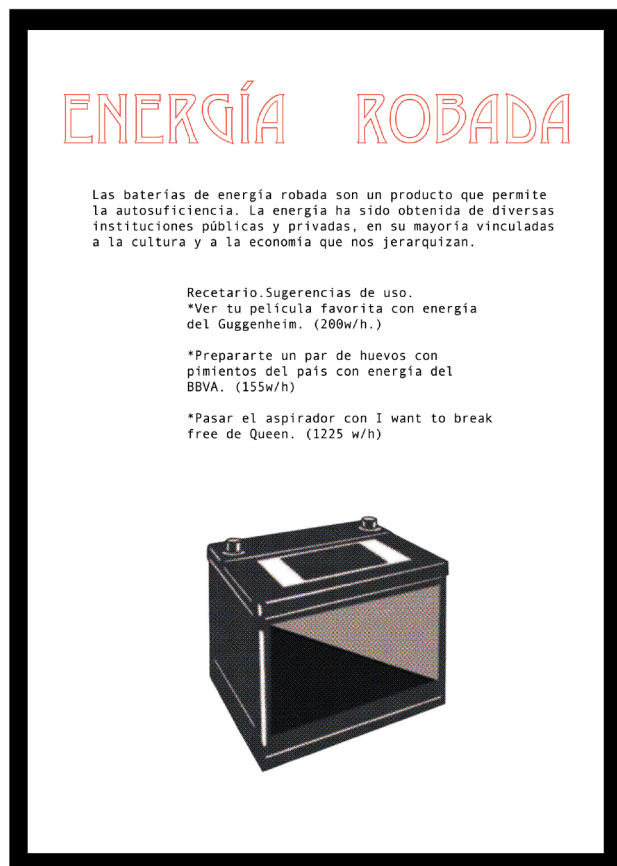 ENERGÍA ROBADA
Las baterías de energía robada son un producto que permite
la autosuficiencia. La energía ha sido obtenida de diversas
instituciones públicas y privadas, en su mayoría vinculadas
a la cultura y a la economía que nos jerarquizan.
Recetario.Sugerencias de uso.
*Ver tu película favorita con energía
del Guggenheim. (200w/h.)
*Prepararte un par de huevos con
pimientos del país con energía del
BBVA. (155w/h)
*Pasar el aspirador con I want to break
free de Queen. (1225 w/h)